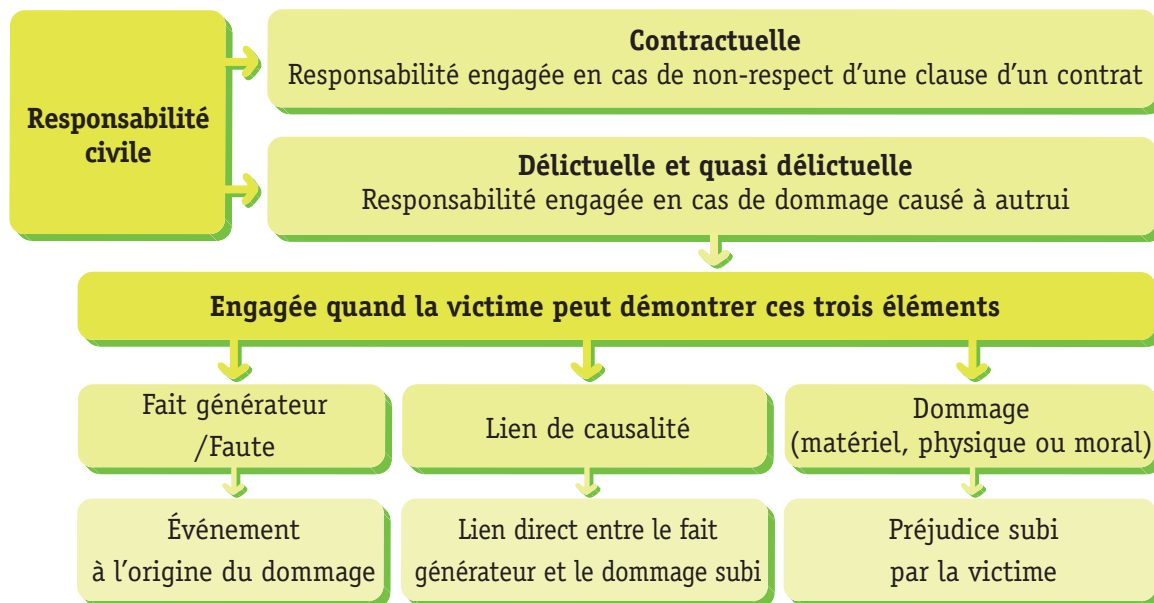 Responsabilité
civile
Contractuelle
Responsabilité engagée en cas de non-respect d’une clause d’un contrat
Délictuelle et quasi délictuelle
Responsabilité engagée en cas de dommage causé à autrui
Engagée quand la victime peut démontrer ces trois éléments
Fait générateur
/Faute
Lien de causalité
Dommage
(matériel, physique ou moral)
Événement
à l’origine du dommage
Lien direct entre le fait
générateur et le dommage subi
Préjudice subi
par la victime